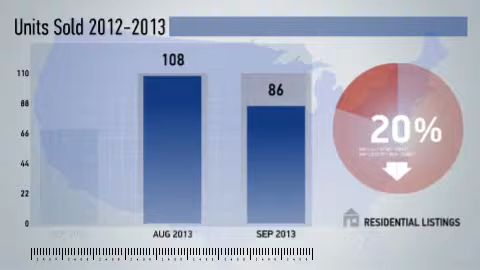 Units Sold 2012-2013
110
88
66
44
22
0
108
86
AUG 2013
SEP 2013
20%
RESIDENTIAL LISTINGS